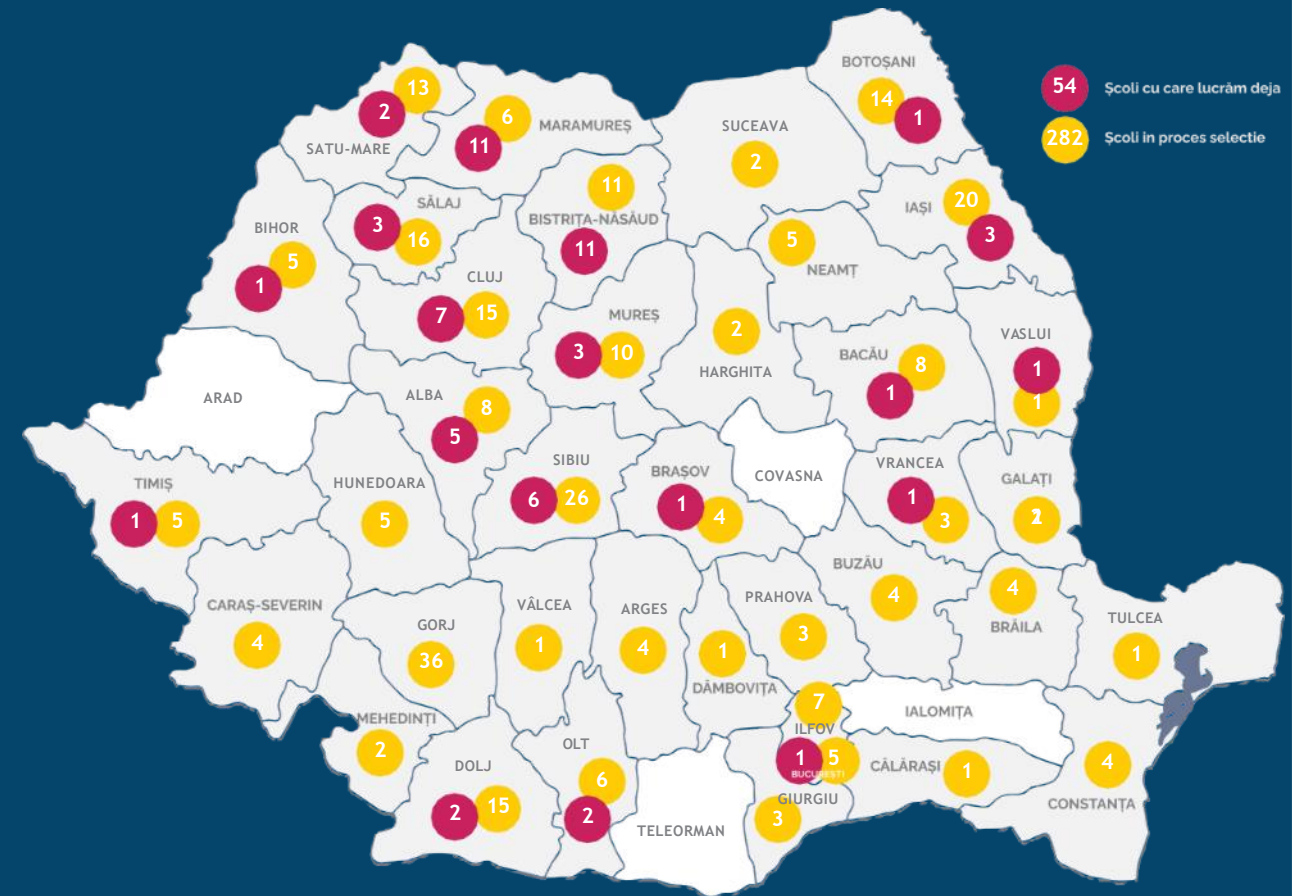 BOTOȘANI
14
1
54 Școli cu care lucrăm deja
282 Școli in proces selectie
13
2
SATU-MARE
6
MARAMUREȘ
11
SUCEAVA
2
SĂLAJ
3
16
11
BISTRIȚA-NĂSĂUD
11
20
IAȘI
3
BIHOR
5
1
5
NEAMȚ
CLUJ
7
15
MUREȘ
3
10
2
HARGHITA
BACĂU
8
1
VASLUI
1
1
ARAD
ALBA
8
5
SIBIU
6
26
BRAȘOV
1
4
COVASNA
VRANCEA
1
3
GALAȚI
TIMIȘ
1
5
HUNEDOARA
5
CARAȘ-SEVERIN
4
GORJ
36
VÂLCEA
1
ARGES
4
1
DÂMBOVIȚA
PRAHOVA
3
BUZĂU
4
4
BRĂILA
TULCEA
1
MEHEDINȚI
2
DOLJ
2
15
OLT
6
2
TELEORMAN
7
ILFOV
1
5
BUCUREȘTI
GIURGIU
3
IALOMIȚA
CĂLĂRAȘI
1
4
CONSTANȚA